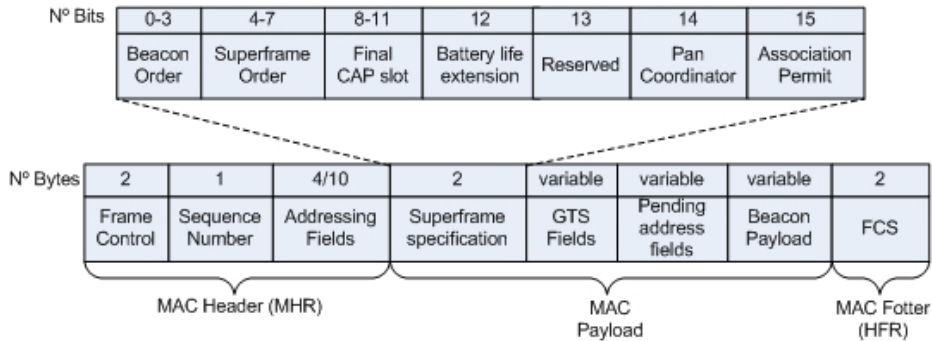 Nº Bits 0-3 4-7 8-11 12 13 14 15
Beacon Order Superframe Order Final CAP slot Battery life extension Reserved Pan Coordinator Association Permit
Nº Bytes 2 1 4/10 2 variable variable variable 2
Frame Control Sequence Number Addressing Fields Superframe specification GTS Fields Pending address fields Beacon Payload FCS
MAC Header (MHR) MAC Payload MAC Fotter (HFR)